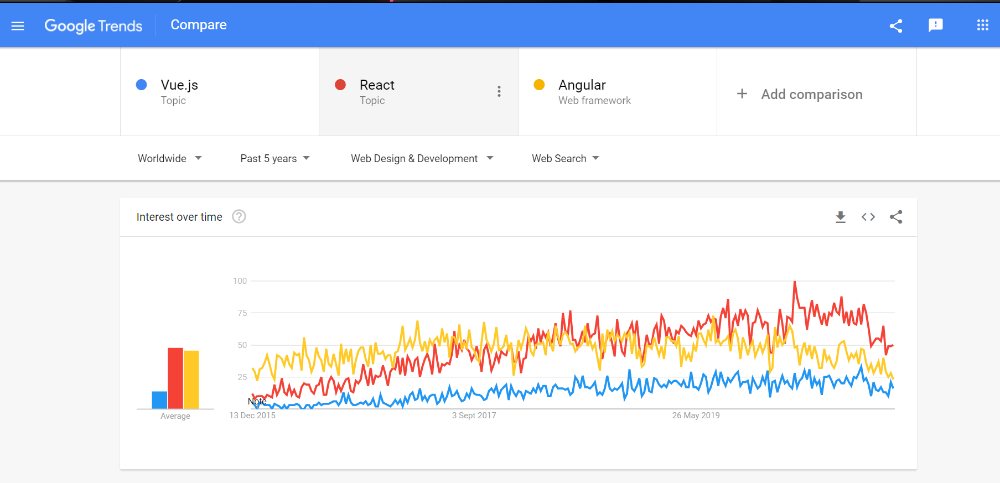 Google Trends Compare
Vue.js
Topic
React
Topic
Angular
Web framework
+ Add comparison
Worldwide
Past 5 years
Web Design & Development
Web Search
Interest over time
100
75
50
25
Average
13 Dec 2015
3 Sept 2017
26 May 2019